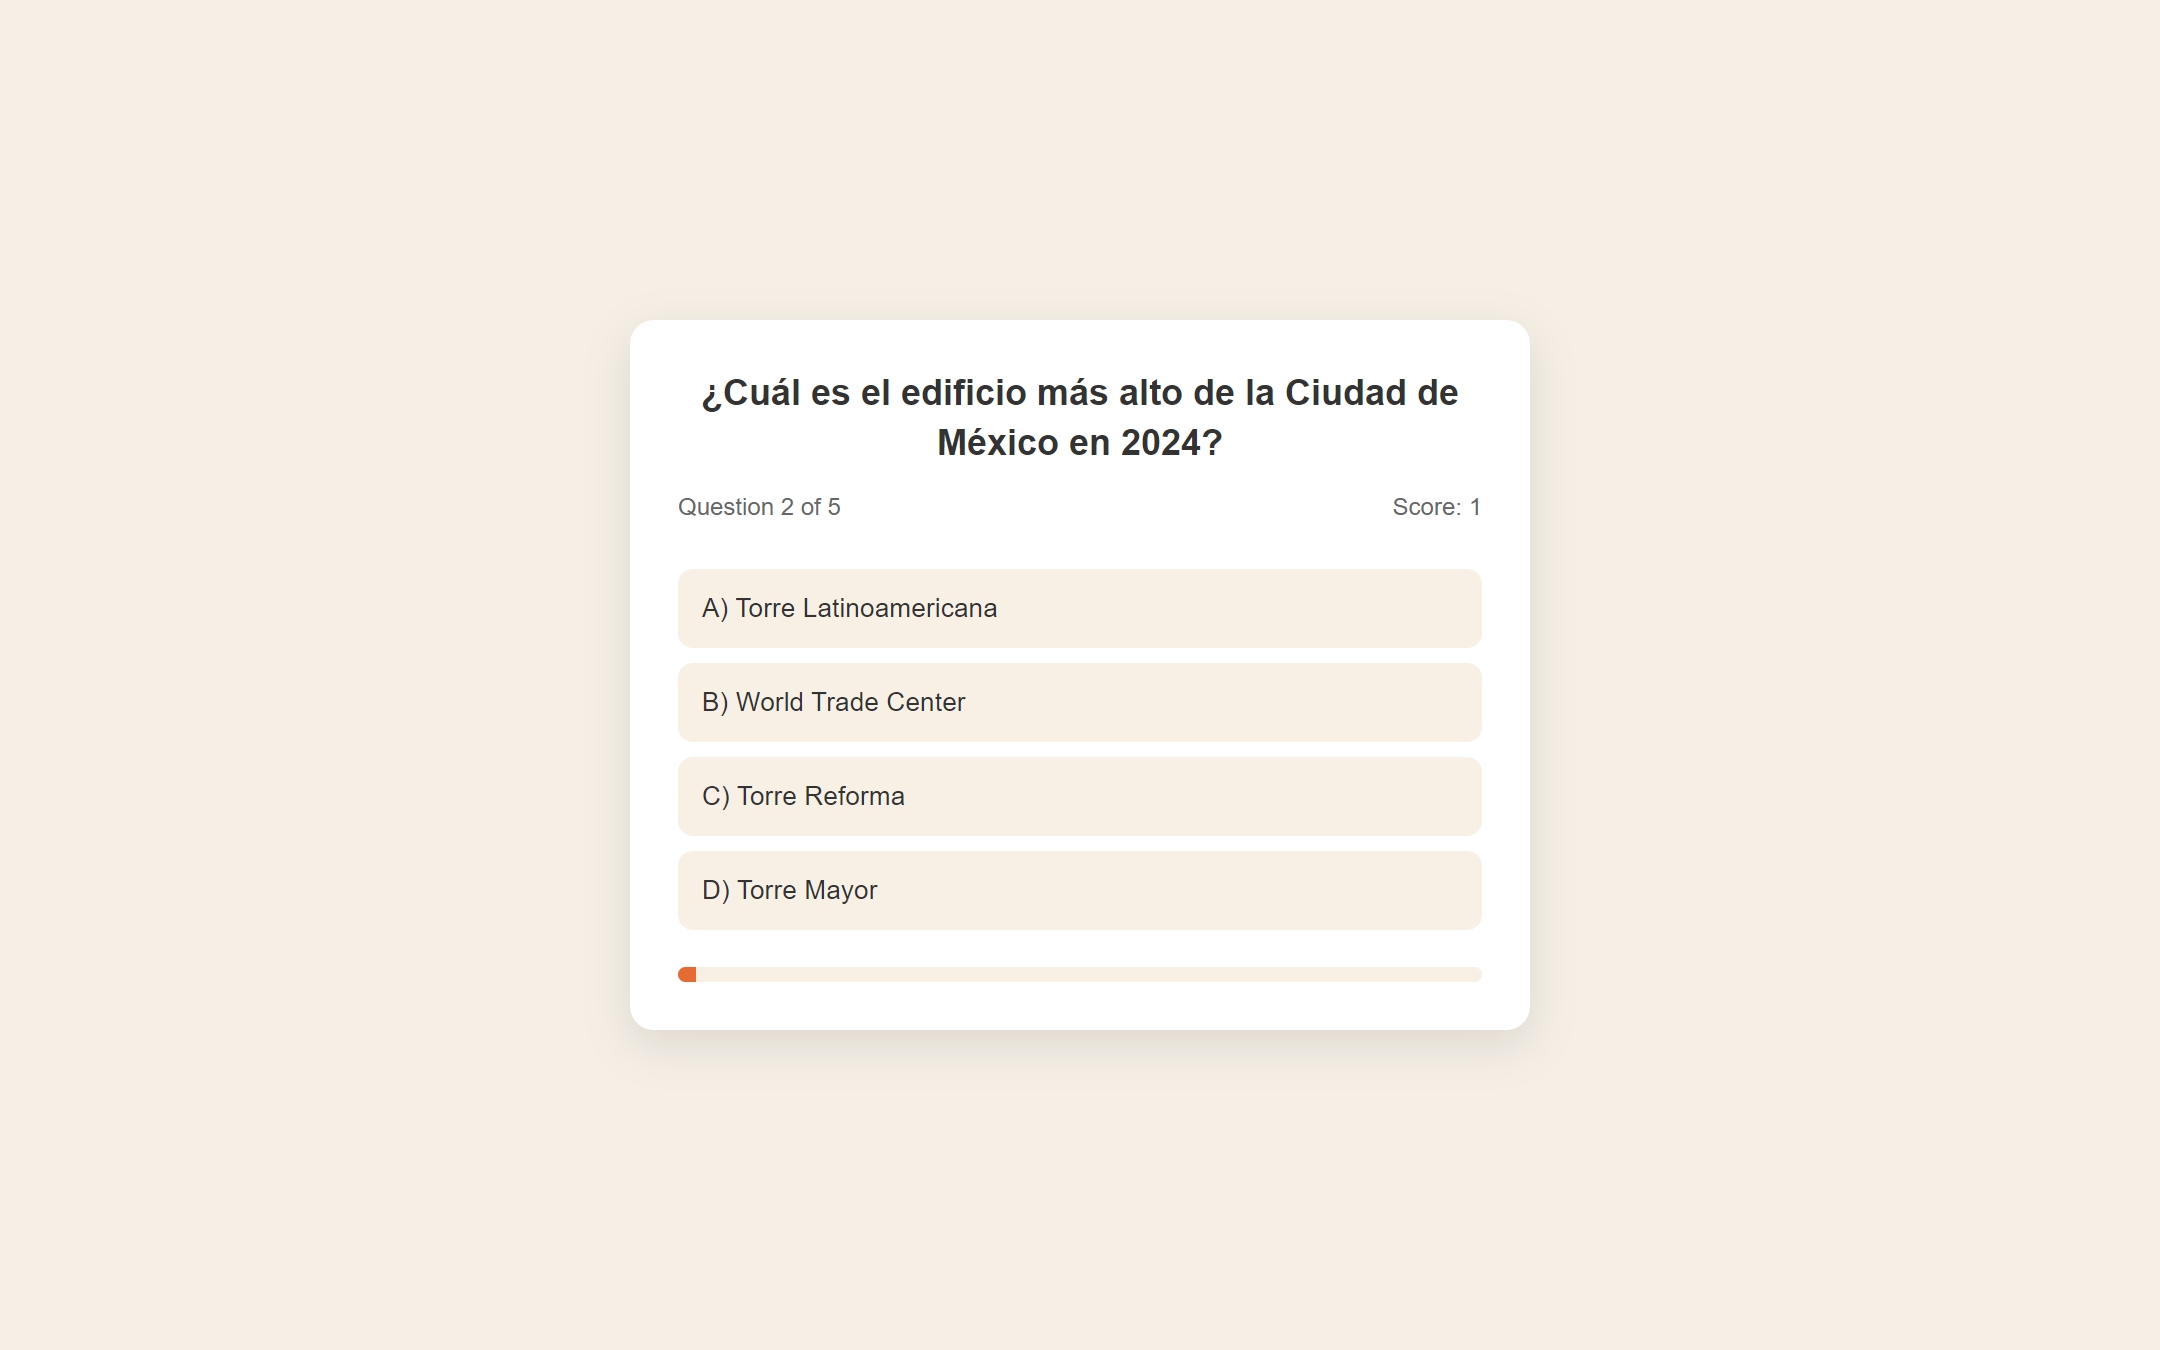 ¿Cuál es el edificio más alto de la Ciudad de
México en 2024?
Question 2 of 5
Score: 1
A) Torre Latinoamericana
B) World Trade Center
C) Torre Reforma
D) Torre Mayor